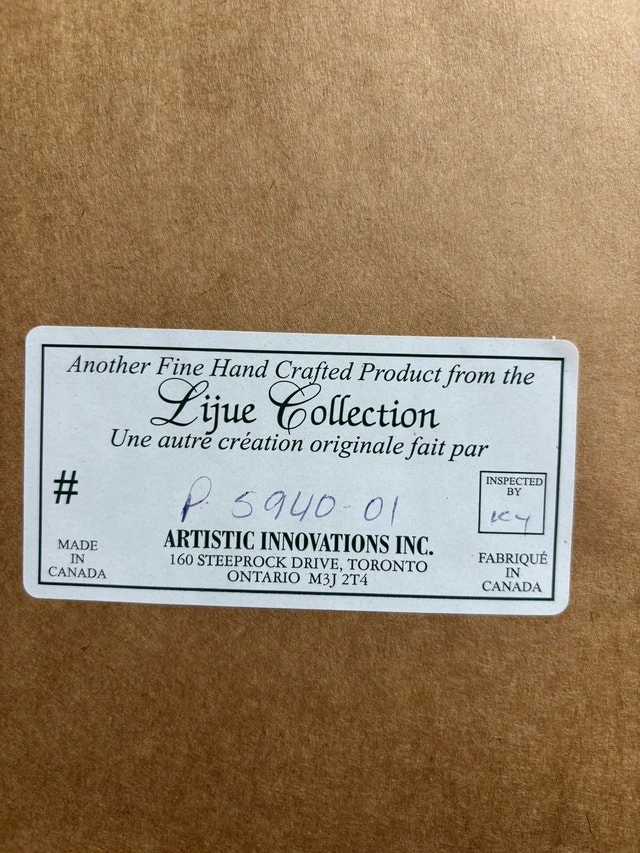 Another Fine Hand Crafted Product from the
Lijue Collection
Une autre création originale fait par
# P. 5940-01
INSPECTED
BY
KY
ARTISTIC INNOVATIONS INC.
160 STEEPROCK DRIVE, TORONTO
ONTARIO M3J 2T4
MADE
IN
CANADA
FABRIQUÉ
IN
CANADA